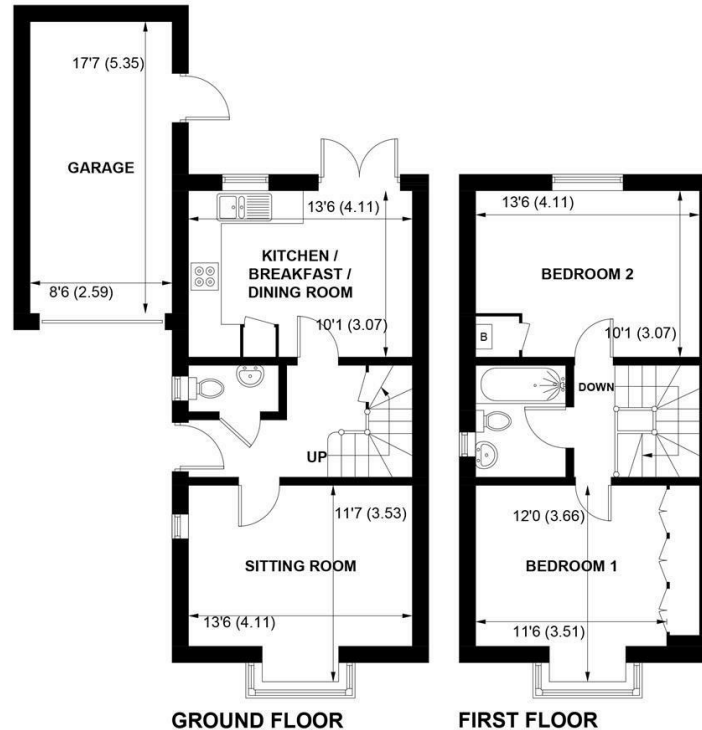 17'7 (5.35)
GARAGE
8'6 (2.59)
13'6 (4.11)
KITCHEN /
BREAKFAST /
DINING ROOM
10'1 (3.07)
UP
11'7 (3.53)
SITTING ROOM
13'6 (4.11)
GROUND FLOOR
13'6 (4.11)
BEDROOM 2
B
10'1 (3.07)
DOWN
12'0 (3.66)
BEDROOM 1
11'6 (3.51)
FIRST FLOOR